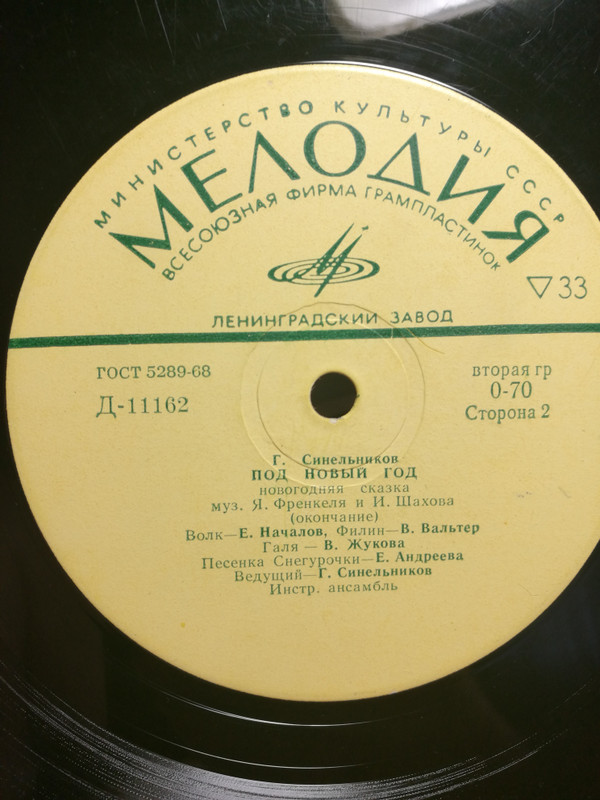 МИНИСТЕРСТВО КУЛЬТУРЫ СССР
МЕЛОДИЯ
ВСЕСОЮЗНАЯ ФИРМА ГРАМПЛАСТИНОК
33
ЛЕНИНГРАДСКИЙ ЗАВОД
ГОСТ 5289-68
вторая гр
Д-11162
0-70
Сторона 2
Г. Синельников
ПОД НОВЫЙ ГОД
новогодняя сказка
муз. Я. Френкеля и И. Шахова
(окончание)
Волк—Е. Началов, Филин—В. Вальтер
Галя — В. Жукова
Песенка Снегурочки—Е. Андреева
Ведущий—Г. Синельников
Инстр. ансамбль